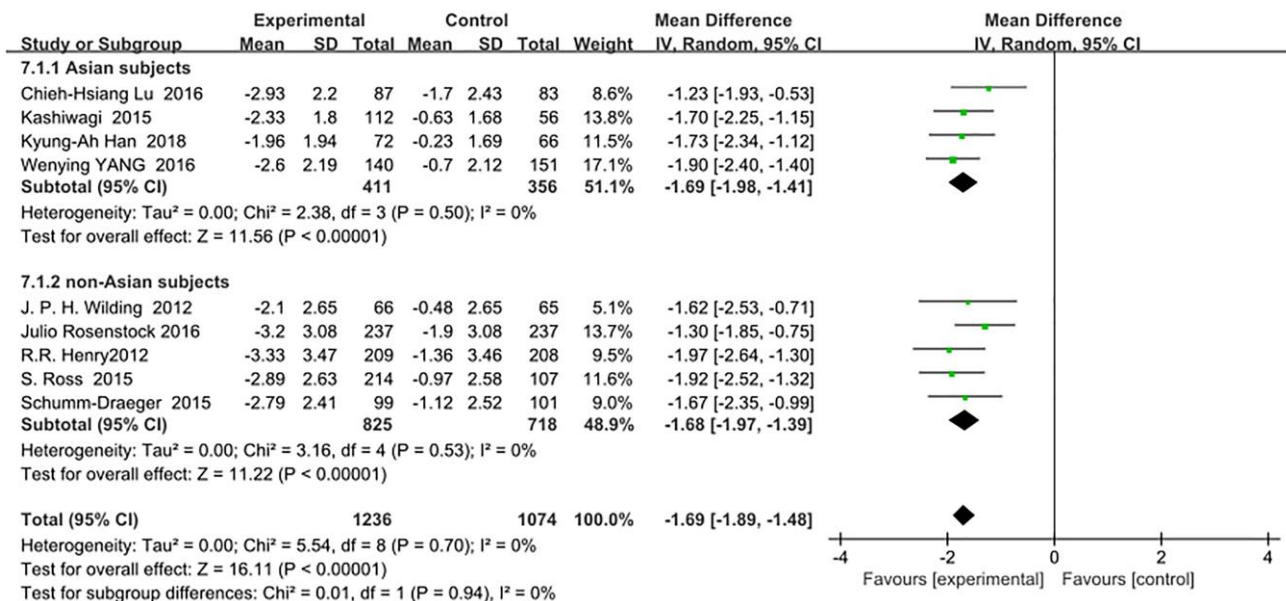 Experimental Control Mean Difference Mean Difference
Study or Subgroup Mean SD Total Mean SD Total Weight IV, Random, 95% CI IV, Random, 95% CI
7.1.1 Asian subjects
Chieh-Hsiang Lu 2016 -2.93 2.2 87 -1.7 2.43 83 8.6% -1.23 [-1.93, -0.53]
Kashiwagi 2015 -2.33 1.8 112 -0.63 1.68 56 13.8% -1.70 [-2.25, -1.15]
Kyung-Ah Han 2018 -1.96 1.94 72 -0.23 1.69 66 11.5% -1.73 [-2.34, -1.12]
Wenying YANG 2016 -2.6 2.19 140 -0.7 2.12 151 17.1% -1.90 [-2.40, -1.40]
Subtotal (95% CI) 411 356 51.1% -1.69 [-1.98, -1.41]
Heterogeneity: Tau² = 0.00; Chi² = 2.38, df = 3 (P = 0.50); I² = 0%
Test for overall effect: Z = 11.56 (P < 0.00001)
7.1.2 non-Asian subjects
J. P. H. Wilding 2012 -2.1 2.65 66 -0.48 2.65 65 5.1% -1.62 [-2.53, -0.71]
Julio Rosenstock 2016 -3.2 3.08 237 -1.9 3.08 237 13.7% -1.30 [-1.85, -0.75]
R.R. Henry2012 -3.33 3.47 209 -1.36 3.46 208 9.5% -1.97 [-2.64, -1.30]
S. Ross 2015 -2.89 2.63 214 -0.97 2.58 107 11.6% -1.92 [-2.52, -1.32]
Schumm-Draeger 2015 -2.79 2.41 99 -1.12 2.52 101 9.0% -1.67 [-2.35, -0.99]
Subtotal (95% CI) 825 718 48.9% -1.68 [-1.97, -1.39]
Heterogeneity: Tau² = 0.00; Chi² = 3.16, df = 4 (P = 0.53); I² = 0%
Test for overall effect: Z = 11.22 (P < 0.00001)
Total (95% CI) 1236 1074 100.0% -1.69 [-1.89, -1.48]
Heterogeneity: Tau² = 0.00; Chi² = 5.54, df = 8 (P = 0.70); I² = 0%
Test for overall effect: Z = 16.11 (P < 0.00001)
Test for subgroup differences: Chi² = 0.01, df = 1 (P = 0.94), I² = 0%
-4 -2 0 2 4
Favours [experimental] Favours [control]